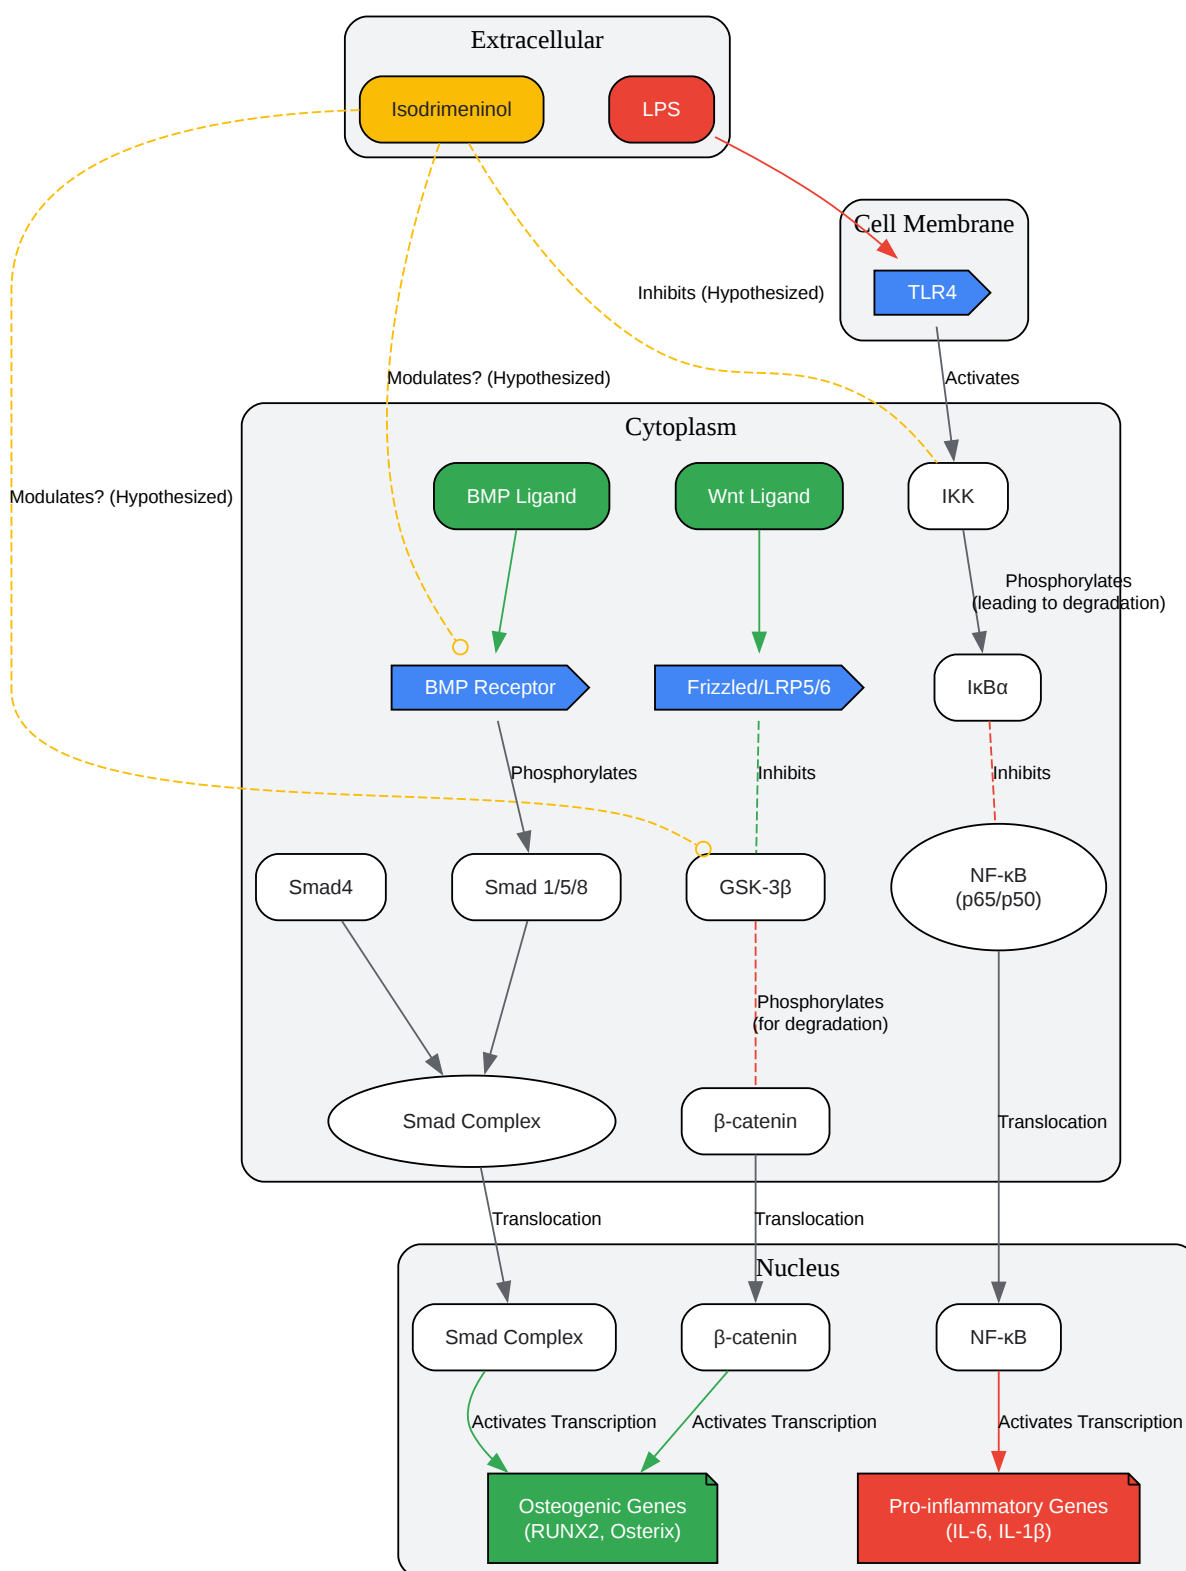 Extracellular
Isodrimeninol
LPS
Cell Membrane
TLR4
Inhibits (Hypothesized)
Modulates? (Hypothesized)
Activates
Cytoplasm
Modulates? (Hypothesized)
BMP Ligand
Wnt Ligand
IKK
Phosphorylates
(leading to degradation)
BMP Receptor
Frizzled/LRP5/6
IκBα
Phosphorylates
Inhibits
Inhibits
Smad4
Smad 1/5/8
GSK-3β
NF-κB
(p65/p50)
Phosphorylates
(for degradation)
Smad Complex
β-catenin
Translocation
Translocation
Translocation
Nucleus
Smad Complex
β-catenin
NF-κB
Activates Transcription
Activates Transcription
Activates Transcription
Osteogenic Genes
(RUNX2, Osterix)
Pro-inflammatory Genes
(IL-6, IL-1β)